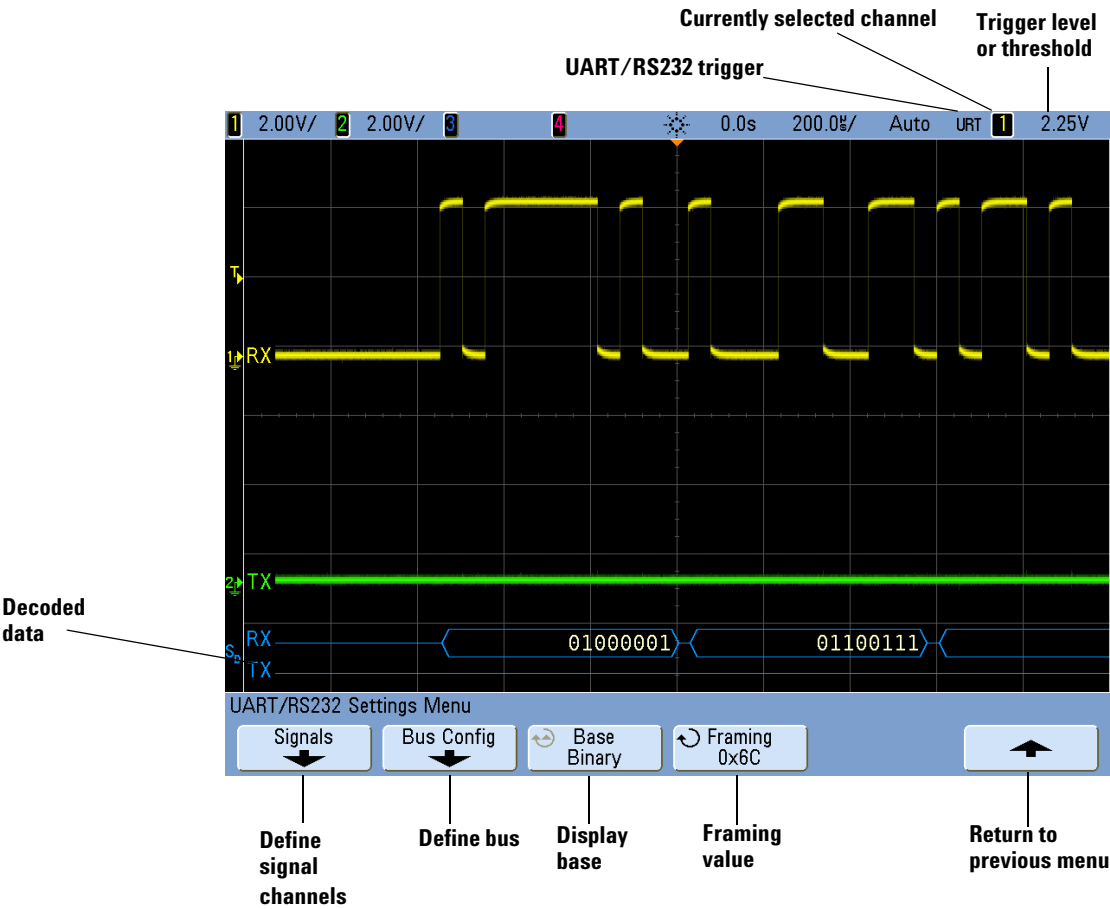 Currently selected channel
Trigger level
or threshold
UART/RS232 trigger
1 2.00V/ 2 2.00V/ 3 4 0.0s 200.0㎲/ Auto URT 1 2.25V
T
1 RX
2 TX
Decoded
data
RX 01000001 01100111
S
TX
UART/RS232 Settings Menu
Signals
Bus Config
Base
Binary
Framing
0x6C
Define
signal
channels
Define bus
Display
base
Framing
value
Return to
previous menu